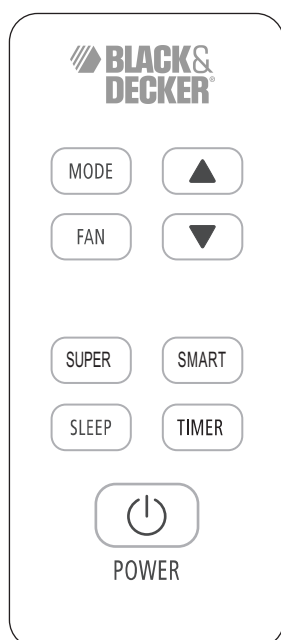 BLACK&
DECKER®
MODE
FAN
SUPER SMART
SLEEP TIMER
POWER